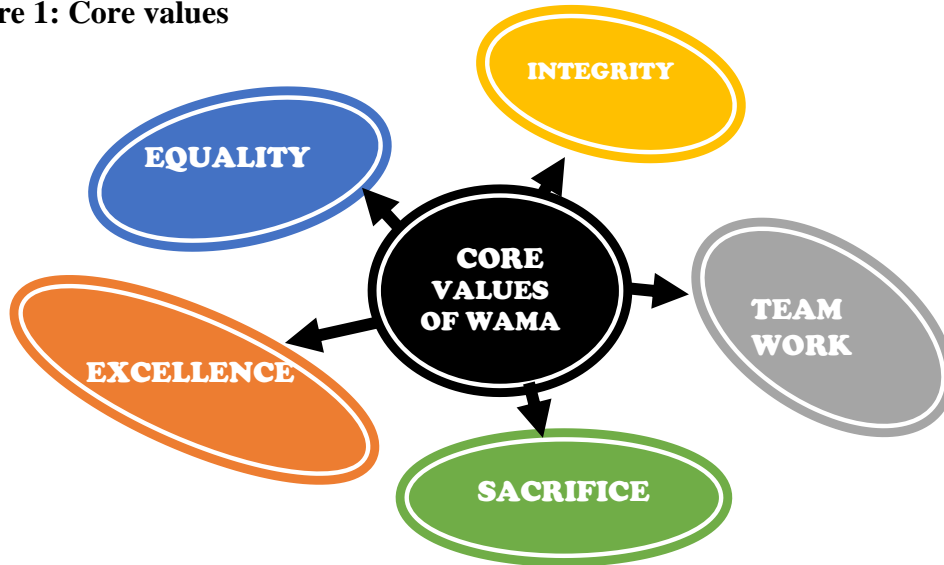 re 1: Core values
INTEGRITY
EQUALITY
CORE
VALUES
OF WAMA
TEAM
WORK
EXCELLENCE
SACRIFICE